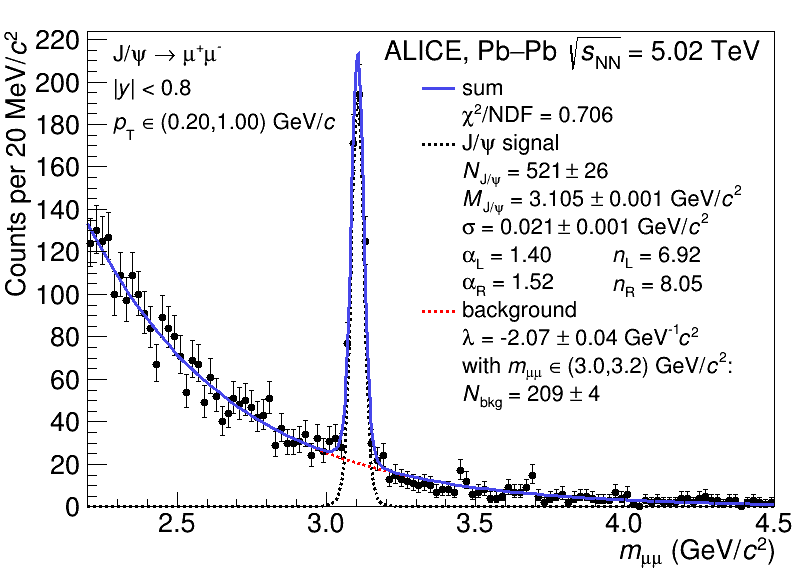 Counts per 20 MeV/c²
220
200
180
160
140
120
100
80
60
40
20
0
J/ψ → μ⁺μ⁻
|y| < 0.8
p_T ∈ (0.20,1.00) GeV/c
ALICE, Pb–Pb √s_NN = 5.02 TeV
sum
χ²/NDF = 0.706
J/ψ signal
N_J/ψ = 521 ± 26
M_J/ψ = 3.105 ± 0.001 GeV/c²
σ = 0.021 ± 0.001 GeV/c²
α_L = 1.40 n_L = 6.92
α_R = 1.52 n_R = 8.05
background
λ = -2.07 ± 0.04 GeV⁻¹c²
with m_μμ ∈ (3.0,3.2) GeV/c²:
N_bkg = 209 ± 4
2.5 3.0 3.5 4.0 4.5
m_μμ (GeV/c²)